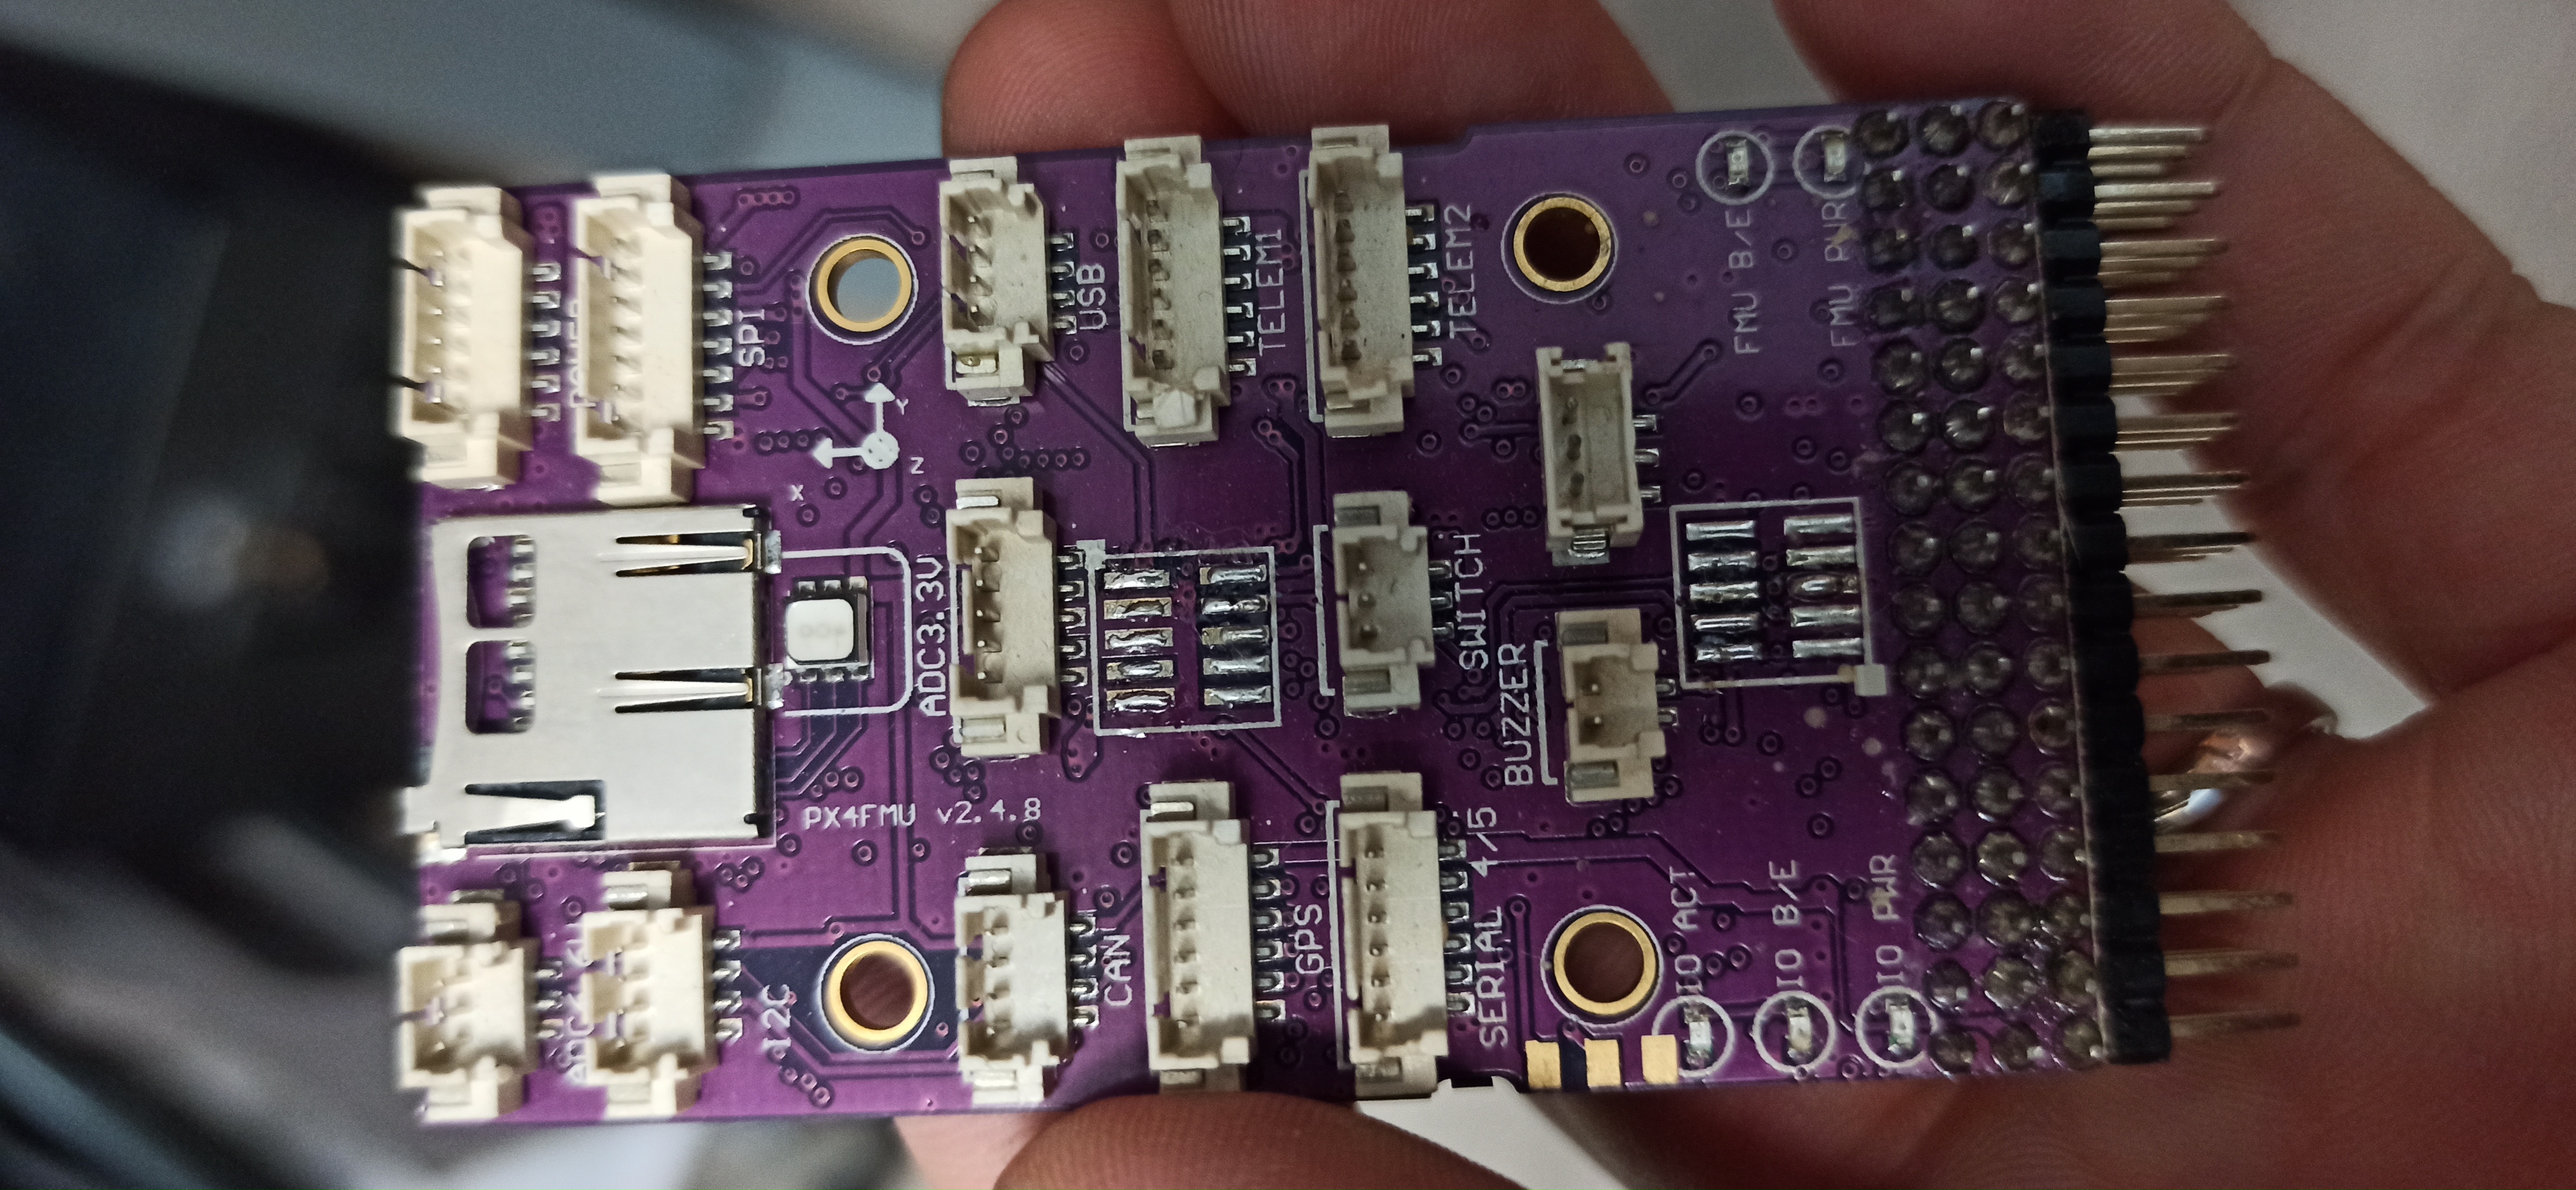 POWER
SPI
I2C
PX4FMU v2.4.8
X
Y
Z
ADC3.3V
CAN
USB
GPS
TELEM1
SERIAL 4/5
SWITCH
TELEM2
BUZZER
IO ACT
IO B/E
IO PWR
FMU B/E
FMU PWR